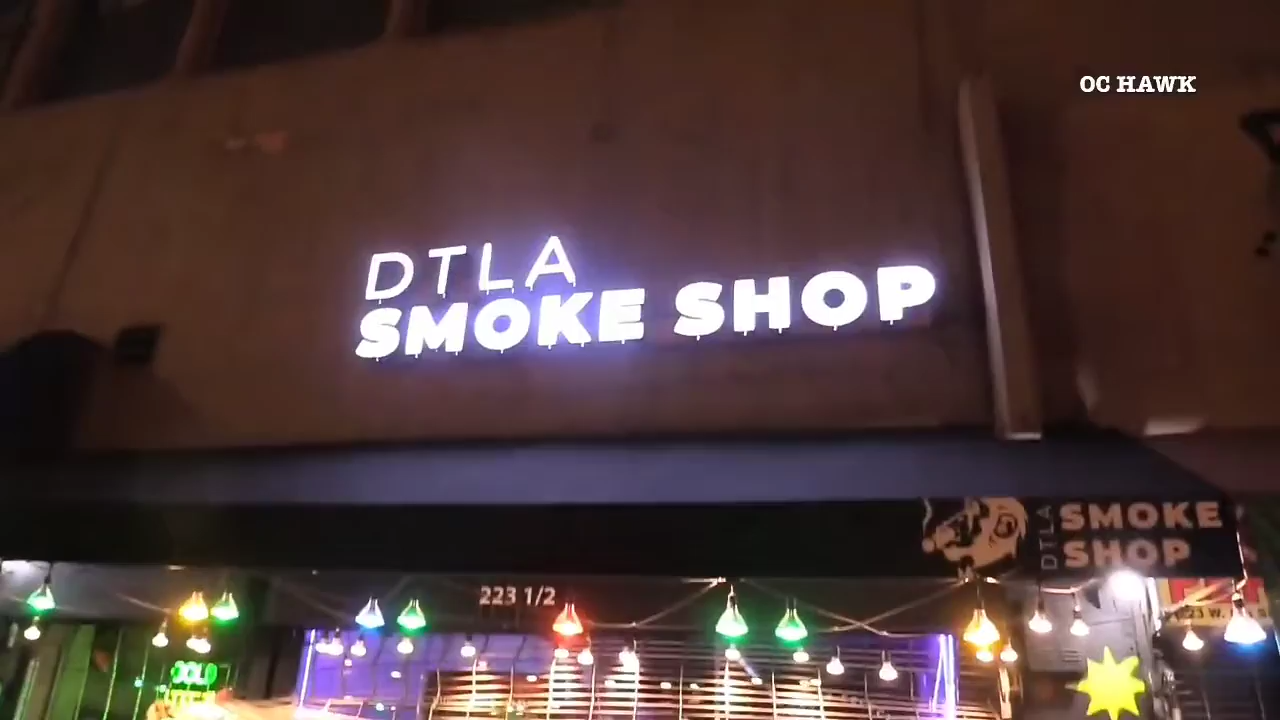 OC HAWK
DTLA
SMOKE SHOP
DTLA
SMOKE
SHOP
223 1/2